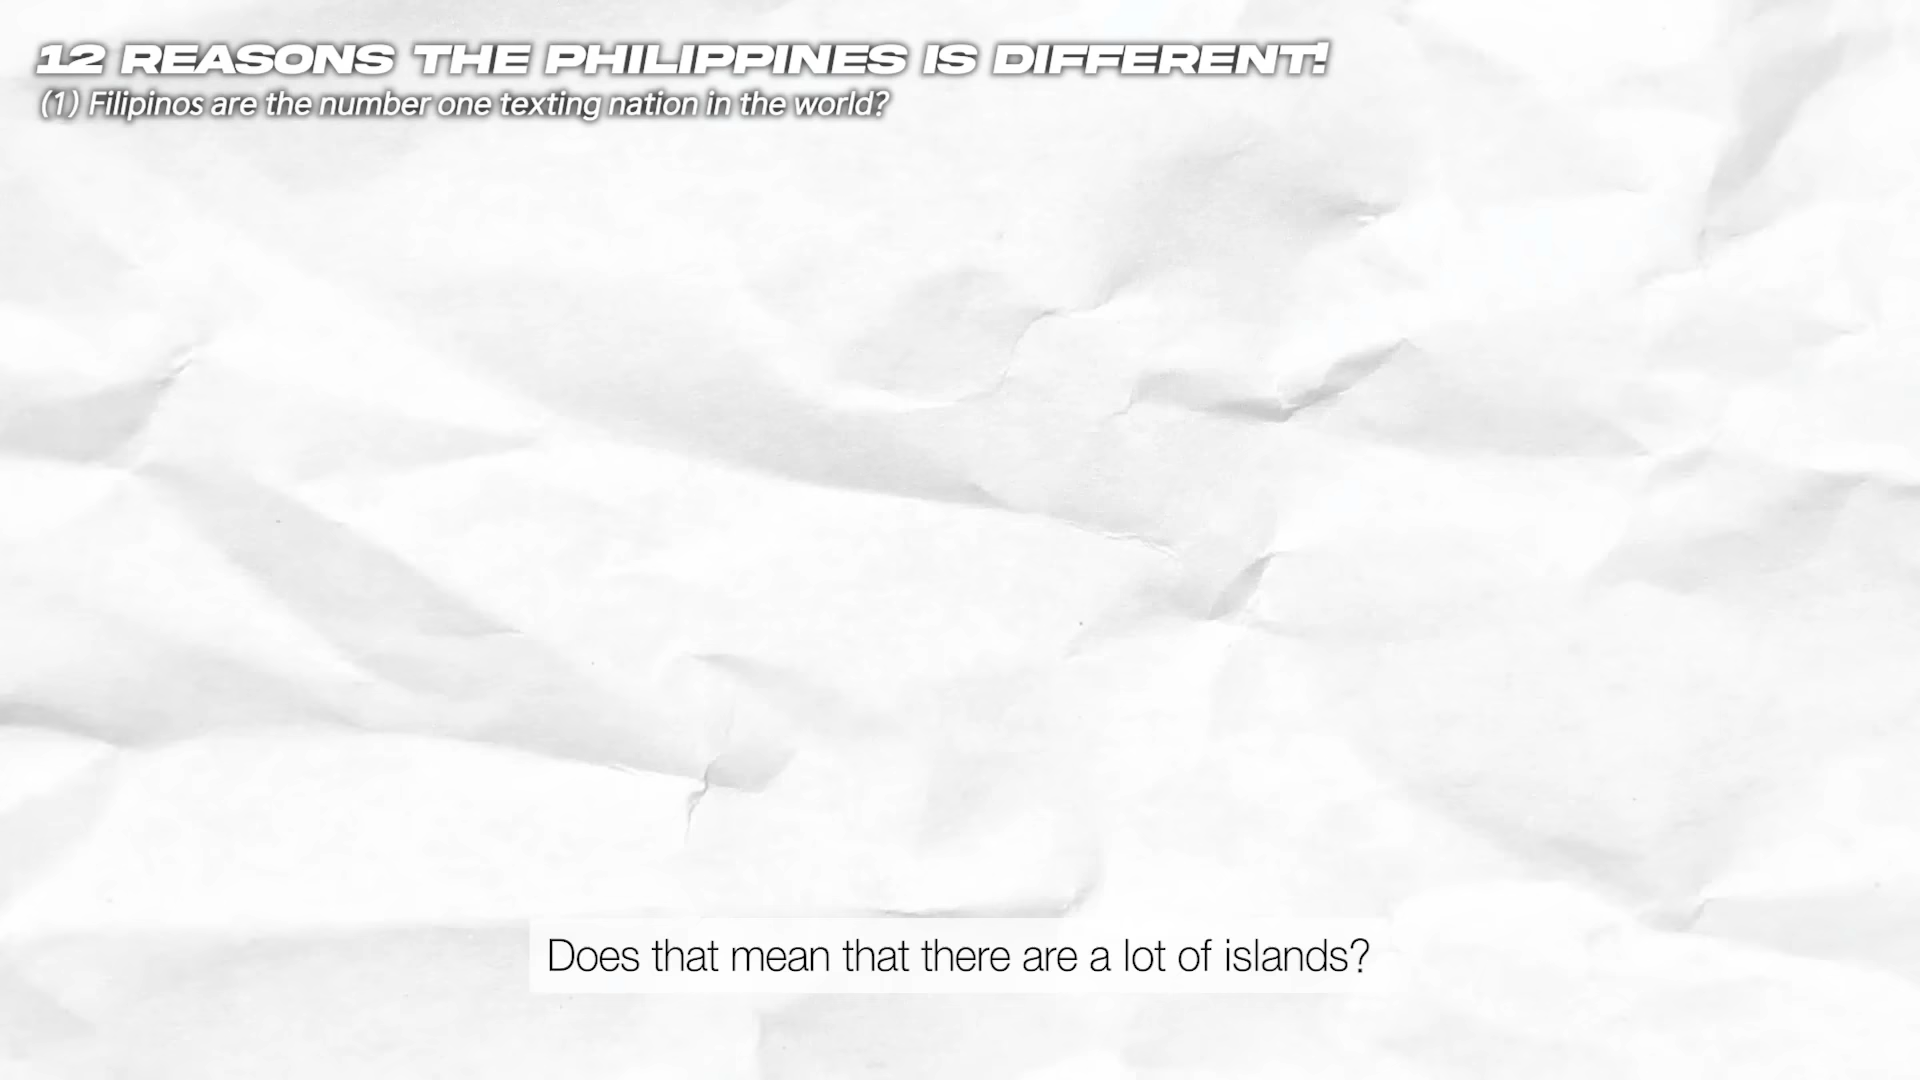 12 REASONS THE PHILIPPINES IS DIFFERENT!
(1) Filipinos are the number one texting nation in the world?
Does that mean that there are a lot of islands?